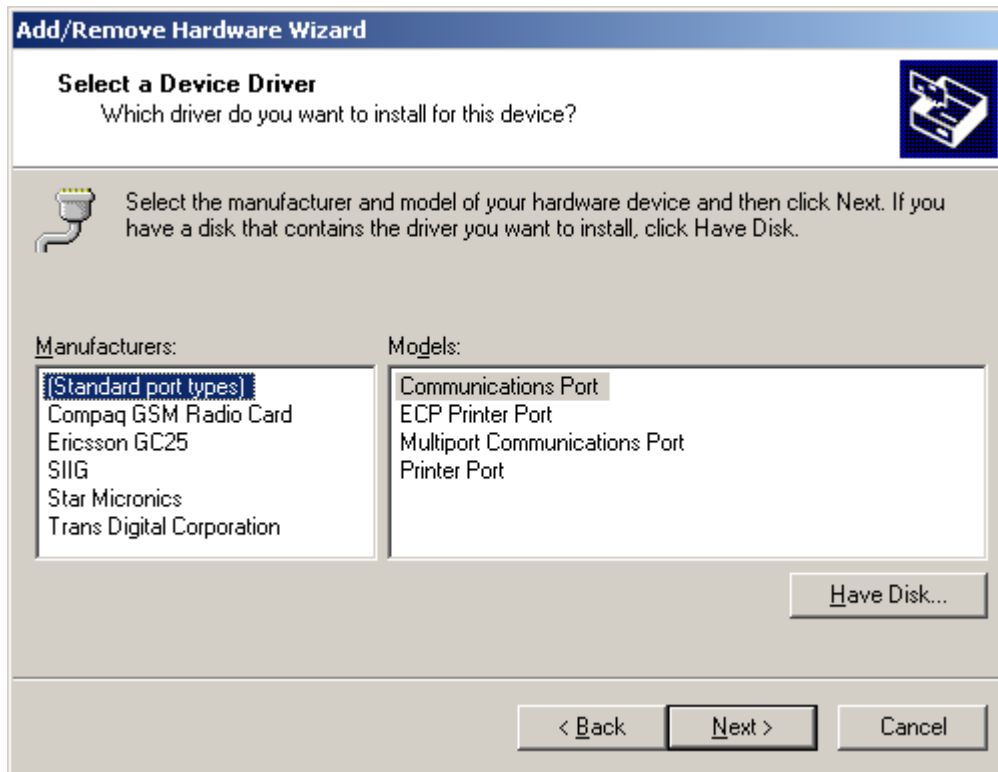 Add/Remove Hardware Wizard
Select a Device Driver
Which driver do you want to install for this device?
Select the manufacturer and model of your hardware device and then click Next. If you
have a disk that contains the driver you want to install, click Have Disk.
Manufacturers:
(Standard port types)
Compaq GSM Radio Card
Ericsson GC25
SIIG
Star Micronics
Trans Digital Corporation
Models:
Communications Port
ECP Printer Port
Multiport Communications Port
Printer Port
Have Disk...
< Back
Next >
Cancel